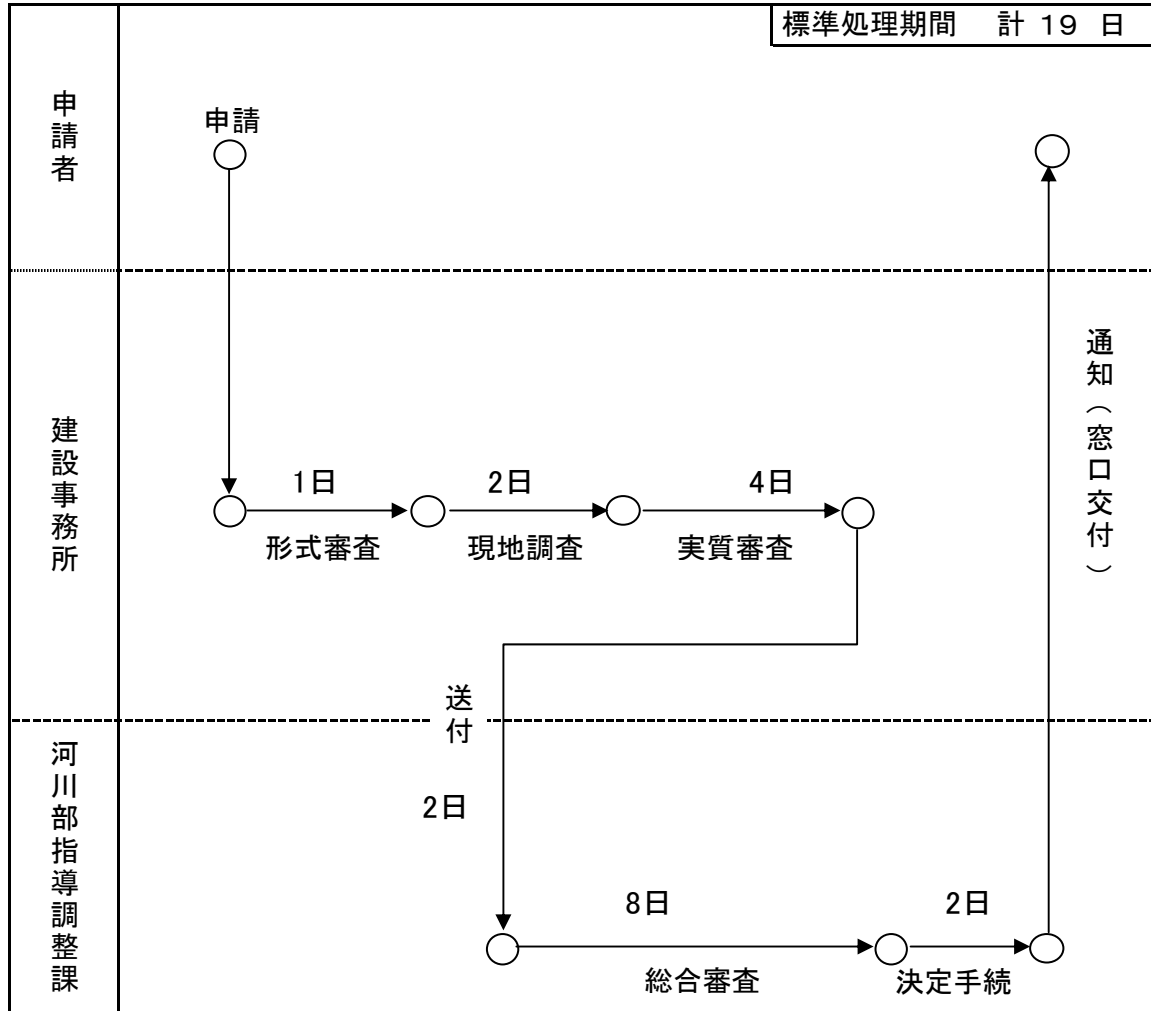 標準処理期間 計 19 日
申請者
申請
建設事務所
1日
2日
4日
形式審査
現地調査
実質審査
通知(窓口交付)
送付
2日
河川部指導調整課
8日
2日
総合審査
決定手続